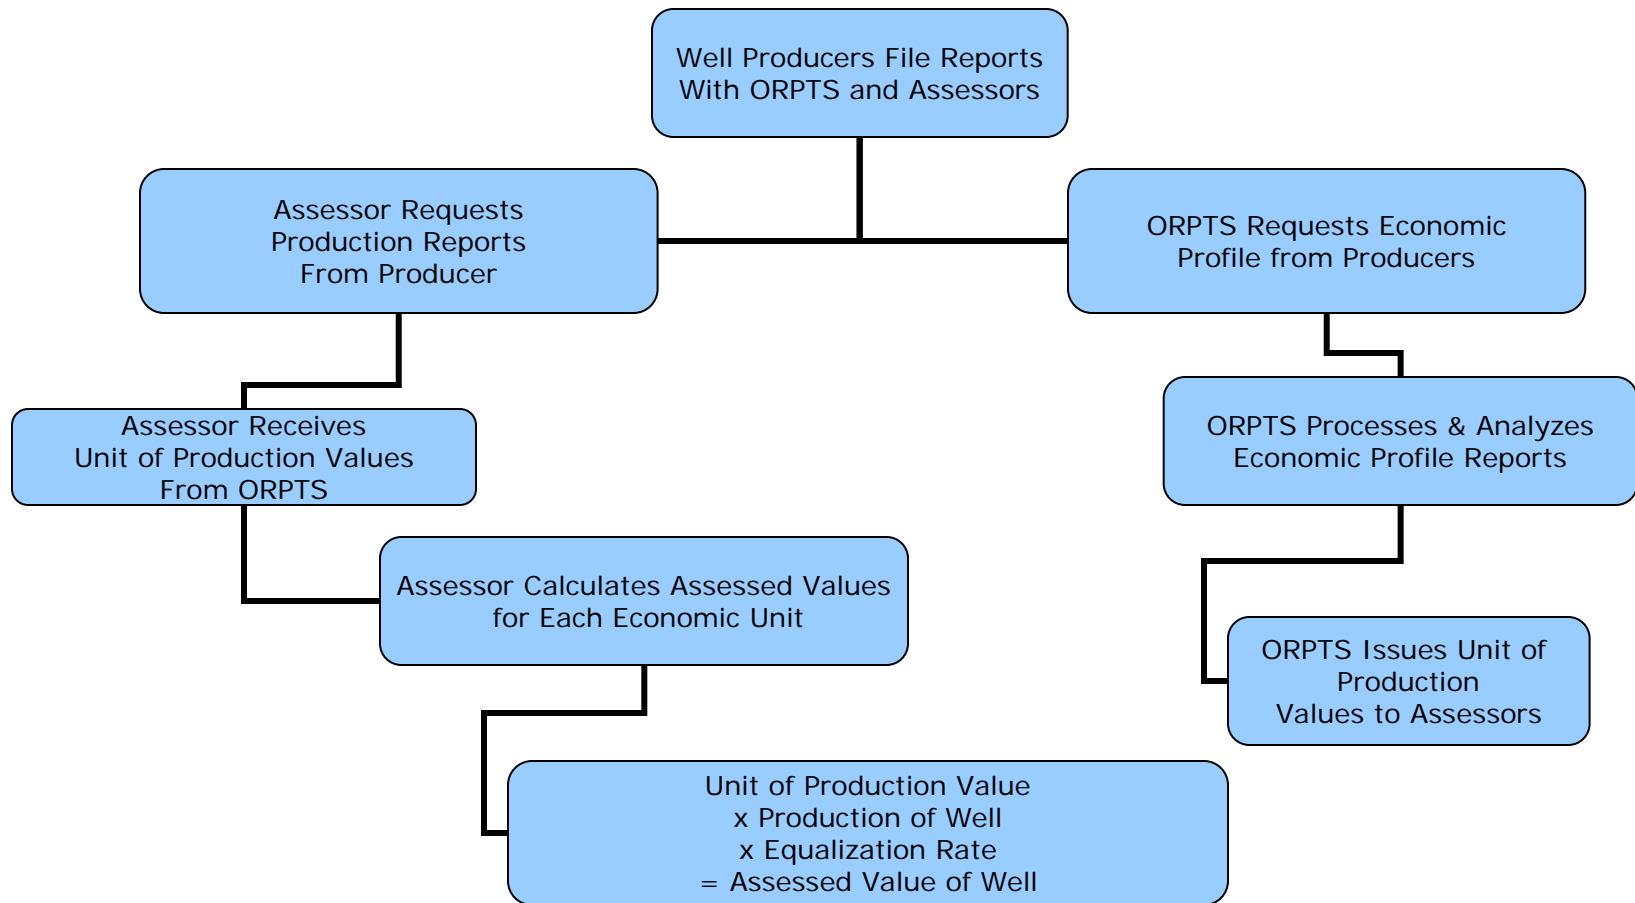 Well Producers File Reports
With ORPTS and Assessors
Assessor Requests
Production Reports
From Producer
ORPTS Requests Economic
Profile from Producers
Assessor Receives
Unit of Production Values
From ORPTS
ORPTS Processes & Analyzes
Economic Profile Reports
Assessor Calculates Assessed Values
for Each Economic Unit
ORPTS Issues Unit of
Production
Values to Assessors
Unit of Production Value
x Production of Well
x Equalization Rate
= Assessed Value of Well